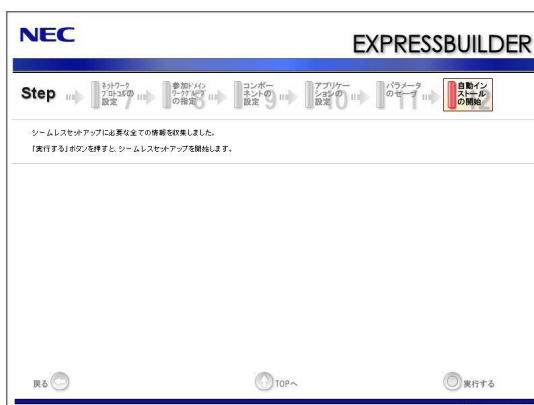 NEC
EXPRESSBUILDER
Step
ネットワーク
プロトコルの
設定
7
参加ドメイン
ワークグループ
の指定
8
コンポー
ネントの
設定
9
アプリケー
ションの
設定
10
パラメータ
のセーブ
11
自動イン
ストール
の開始
12
シームレスセットアップに必要な全ての情報を収集しました。
「実行する」ボタンを押すと、シームレスセットアップを開始します。
戻る
TOPへ
実行する